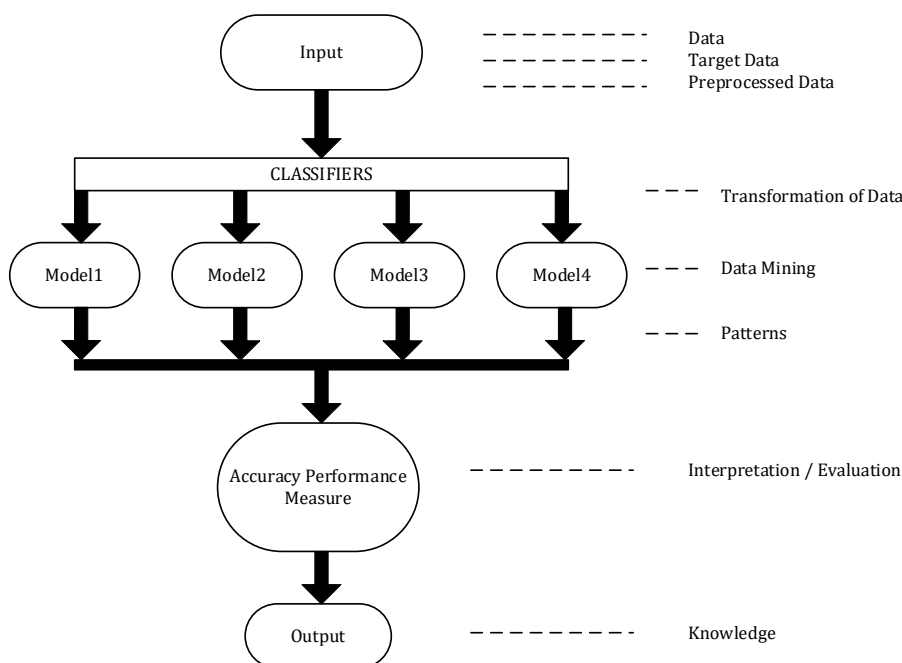 Input
Data
Target Data
Preprocessed Data
CLASSIFIERS
Transformation of Data
Model1
Model2
Model3
Model4
Data Mining
Patterns
Accuracy Performance
Measure
Interpretation / Evaluation
Output
Knowledge